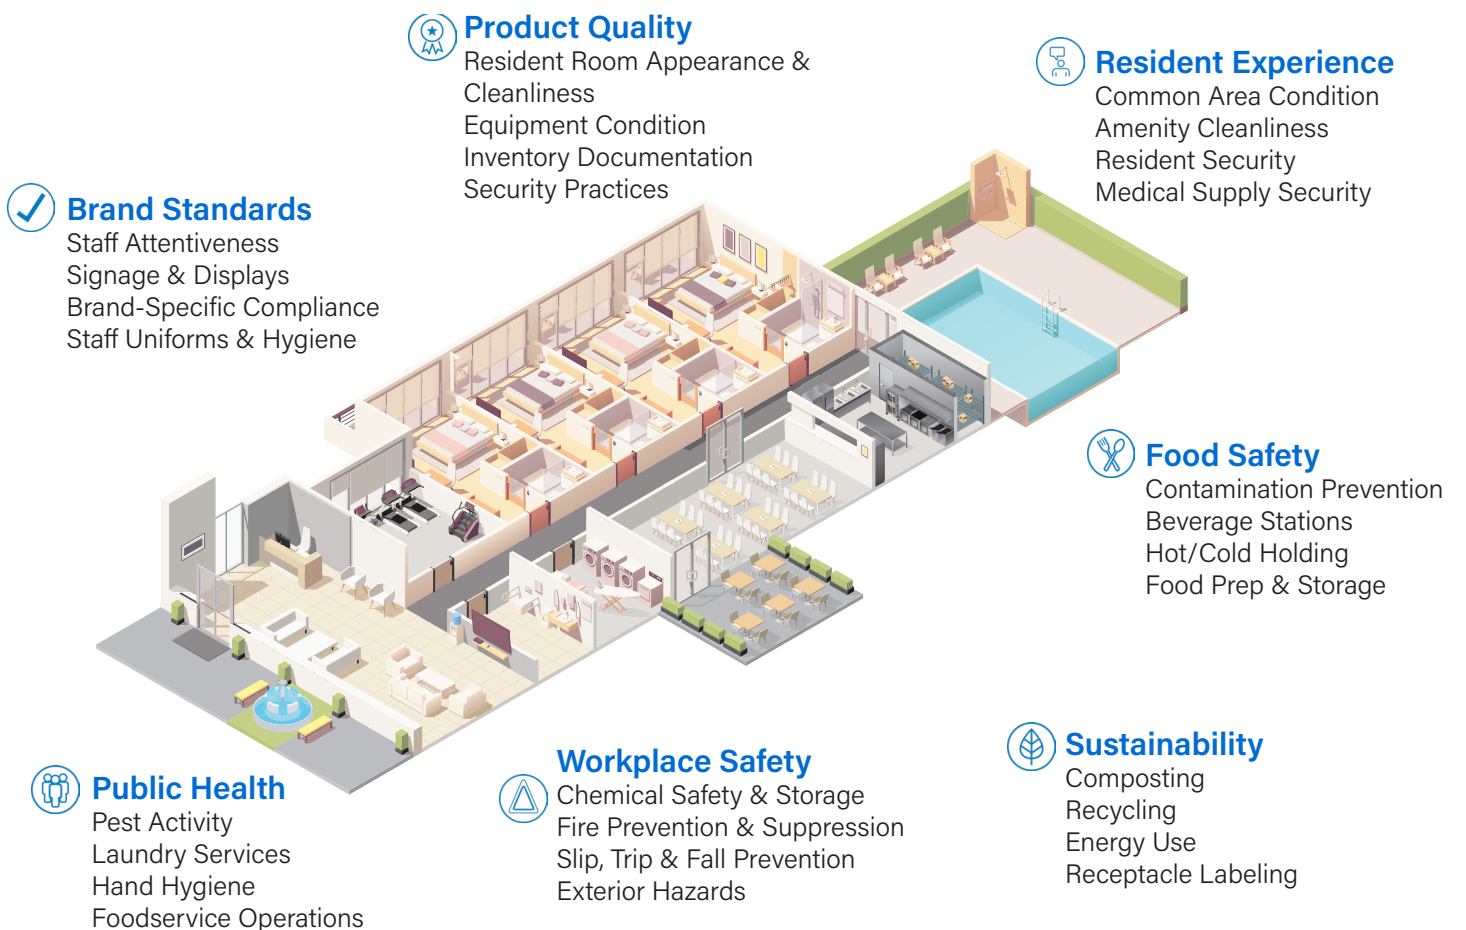 Product Quality
Resident Room Appearance &
Cleanliness
Equipment Condition
Inventory Documentation
Security Practices
Resident Experience
Common Area Condition
Amenity Cleanliness
Resident Security
Medical Supply Security
Brand Standards
Staff Attentiveness
Signage & Displays
Brand-Specific Compliance
Staff Uniforms & Hygiene
Food Safety
Contamination Prevention
Beverage Stations
Hot/Cold Holding
Food Prep & Storage
Public Health
Pest Activity
Laundry Services
Hand Hygiene
Foodservice Operations
Workplace Safety
Chemical Safety & Storage
Fire Prevention & Suppression
Slip, Trip & Fall Prevention
Exterior Hazards
Sustainability
Composting
Recycling
Energy Use
Receptacle Labeling